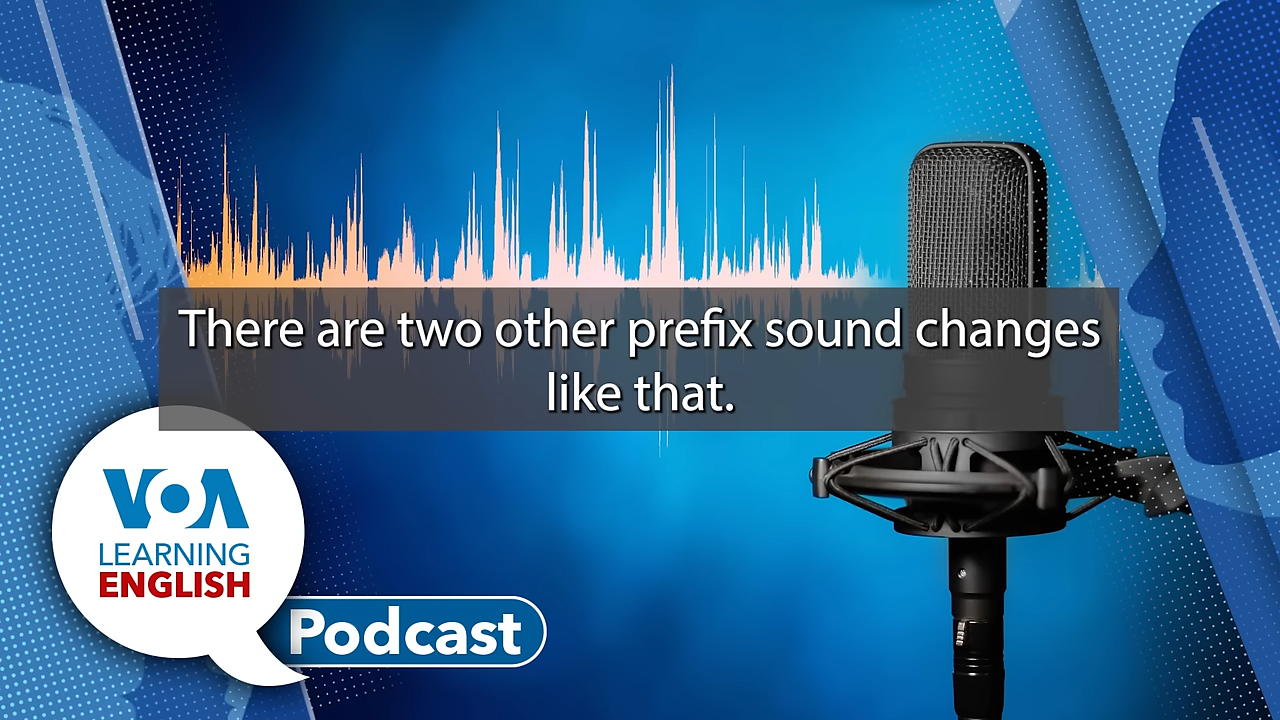 There are two other prefix sound changes
like that.
VOA
LEARNING
ENGLISH
Podcast